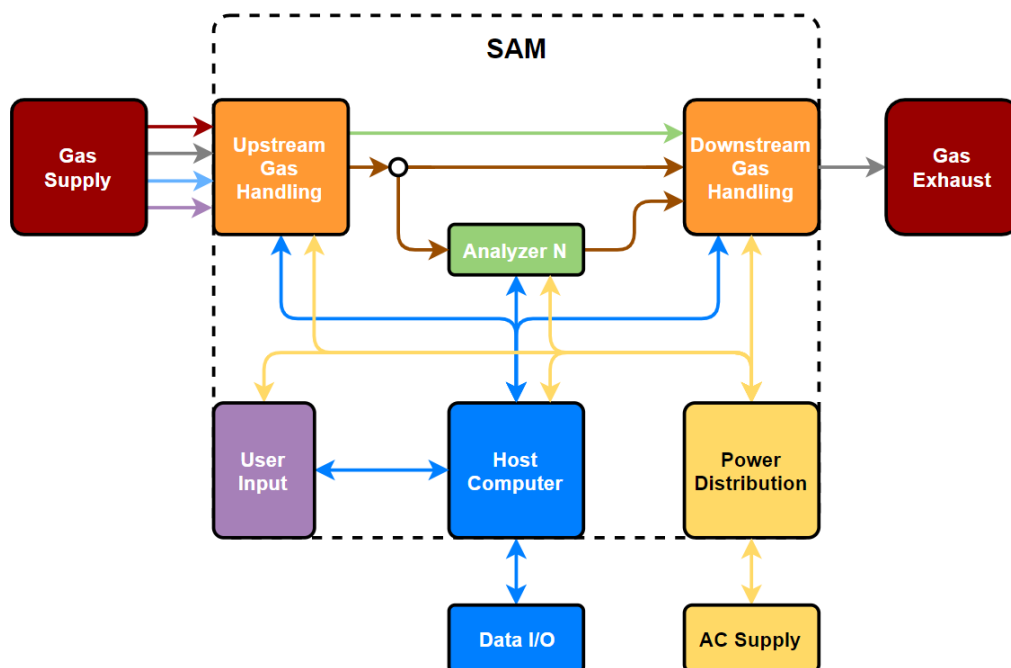 SAM
Gas
Supply
Upstream
Gas
Handling
Downstream
Gas
Handling
Gas
Exhaust
Analyzer N
User
Input
Host
Computer
Power
Distribution
Data I/O
AC Supply